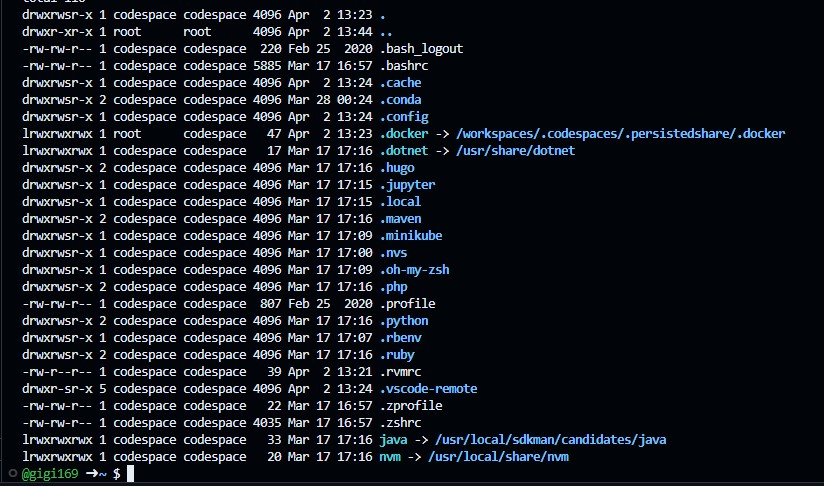 drwxrwsr-x 1 codespace codespace 4096 Apr  2 13:23 .
drwxr-xr-x 1 root      root      4096 Apr  2 13:44 ..
-rw-rw-r-- 1 codespace codespace  220 Feb 25  2020 .bash_logout
-rw-rw-r-- 1 codespace codespace 5885 Mar 17 16:57 .bashrc
drwxrwsr-x 1 codespace codespace 4096 Apr  2 13:24 .cache
drwxrwsr-x 2 codespace codespace 4096 Mar 28 00:24 .conda
drwxrwsr-x 1 codespace codespace 4096 Apr  2 13:24 .config
lrwxrwxrwx 1 root      codespace   47 Apr  2 13:23 .docker -> /workspaces/.codespaces/.persistedshare/.docker
lrwxrwxrwx 1 codespace codespace   17 Mar 17 17:16 .dotnet -> /usr/share/dotnet
drwxrwsr-x 2 codespace codespace 4096 Mar 17 17:16 .hugo
drwxrwsr-x 1 codespace codespace 4096 Mar 17 17:15 .jupyter
drwxrwsr-x 1 codespace codespace 4096 Mar 17 17:15 .local
drwxrwsr-x 2 codespace codespace 4096 Mar 17 17:16 .maven
drwxrwsr-x 1 codespace codespace 4096 Mar 17 17:09 .minikube
drwxrwsr-x 1 codespace codespace 4096 Mar 17 17:00 .nvs
drwxrwsr-x 1 codespace codespace 4096 Mar 17 17:09 .oh-my-zsh
drwxrwsr-x 2 codespace codespace 4096 Mar 17 17:16 .php
-rw-rw-r-- 1 codespace codespace  807 Feb 25  2020 .profile
drwxrwsr-x 2 codespace codespace 4096 Mar 17 17:16 .python
drwxrwsr-x 1 codespace codespace 4096 Mar 17 17:07 .rbenv
drwxrwsr-x 2 codespace codespace 4096 Mar 17 17:16 .ruby
-rw-r--r-- 1 codespace codespace   39 Apr  2 13:21 .rvmrc
drwxr-sr-x 5 codespace codespace 4096 Apr  2 13:24 .vscode-remote
-rw-rw-r-- 1 codespace codespace   22 Mar 17 16:57 .zprofile
-rw-rw-r-- 1 codespace codespace 4035 Mar 17 16:57 .zshrc
lrwxrwxrwx 1 codespace codespace   33 Mar 17 17:16 java -> /usr/local/sdkman/candidates/java
lrwxrwxrwx 1 codespace codespace   20 Mar 17 17:16 nvm -> /usr/local/share/nvm
@gigi169 ➜ ~ $